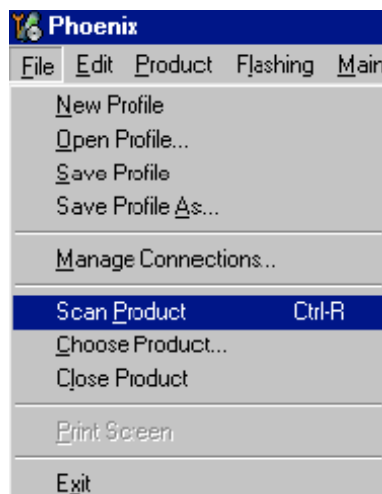 Phoenix
File Edit Product Flashing Main
New Profile
Open Profile...
Save Profile
Save Profile As...
Manage Connections...
Scan Product Ctrl-R
Choose Product...
Close Product
Print Screen
Exit